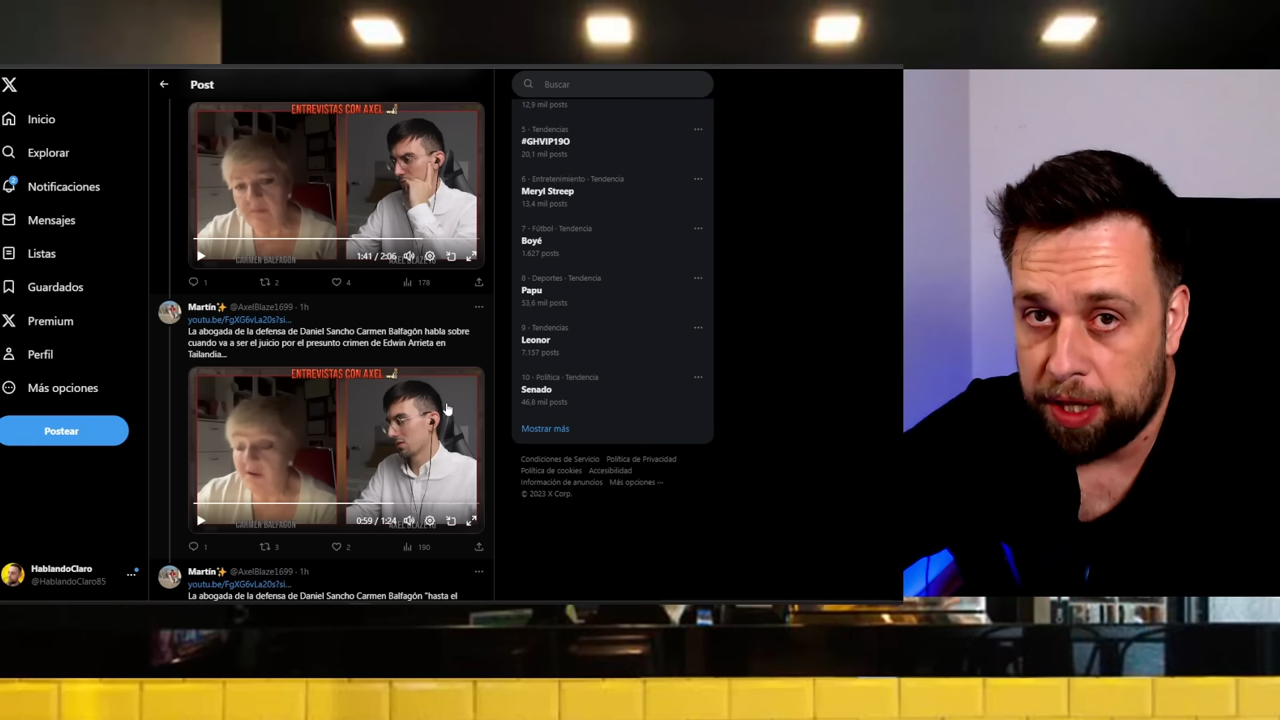 Post
Buscar
Inicio
Explorar
2
Notificaciones
Mensajes
Listas
Guardados
Premium
Perfil
Más opciones
Postear
HablandoClaro
@HablandoClaro85
ENTREVISTAS CON AXEL
1:41 / 2:06
CARMEN BALFAGÓN
1
2
4
178
Martín✨ @AxelBlaze1699 · 1h
youtu.be/FgXG6vLa20s?si...
La abogada de la defensa de Daniel Sancho Carmen Balfagón habla sobre
cuando va a ser el juicio por el presunto crimen de Edwin Arrieta en
Tailandia...
ENTREVISTAS CON AXEL
0:59 / 1:24
CARMEN BALFAGÓN
1
3
2
190
Martín✨ @AxelBlaze1699 · 1h
youtu.be/FgXG6vLa20s?si...
La abogada de la defensa de Daniel Sancho Carmen Balfagón "hasta el
12,9 mil posts
5 · Tendencias
#GHVIP19O
20,1 mil posts
6 · Entretenimiento · Tendencia
Meryl Streep
13,4 mil posts
7 · Fútbol · Tendencia
Boyé
1.627 posts
8 · Deportes · Tendencia
Papu
53,6 mil posts
9 · Tendencias
Leonor
7.157 posts
10 · Política · Tendencia
Senado
46,8 mil posts
Mostrar más
Condiciones de Servicio Política de Privacidad
Política de cookies Accesibilidad
Información de anuncios Más opciones ···
© 2023 X Corp.